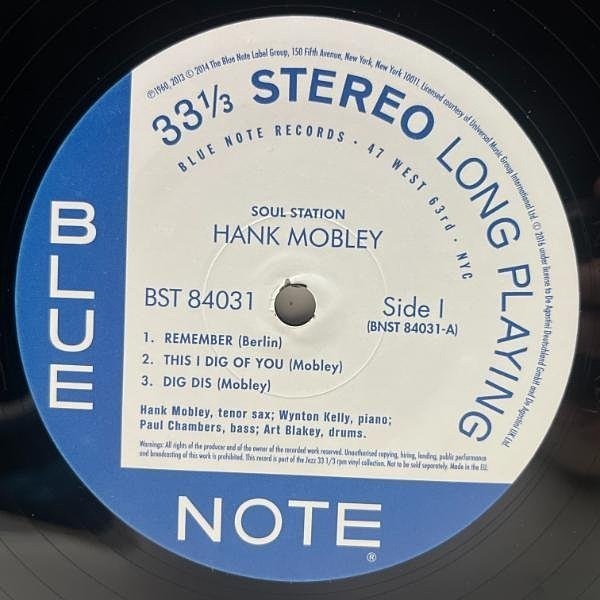 ℗1960, 2013 © 2014 The Blue Note Label Group, 150 Fifth Avenue, New York, New York 10011. Licensed courtesy of Universal Music Group International Ltd. © 2016 under license to De Agostini Deutschland GmbH and De Agostini UK Ltd
33 1/3 STEREO LONG PLAYING
BLUE NOTE RECORDS · 47 WEST 63rd · NYC
SOUL STATION
HANK MOBLEY
BST 84031
Side 1
(BNST 84031-A)
1. REMEMBER (Berlin)
2. THIS I DIG OF YOU (Mobley)
3. DIG DIS (Mobley)
Hank Mobley, tenor sax; Wynton Kelly, piano;
Paul Chambers, bass; Art Blakey, drums.
Warnings: All rights of the producer and of the owner of the recorded work reserved. Unauthorised copying, hiring, lending, public performance
and broadcasting of this work is prohibited. This record is part of the Jazz 33 1/3 rpm vinyl collection. Not to be sold separately. Made in the EU.
BLUE
NOTE
®